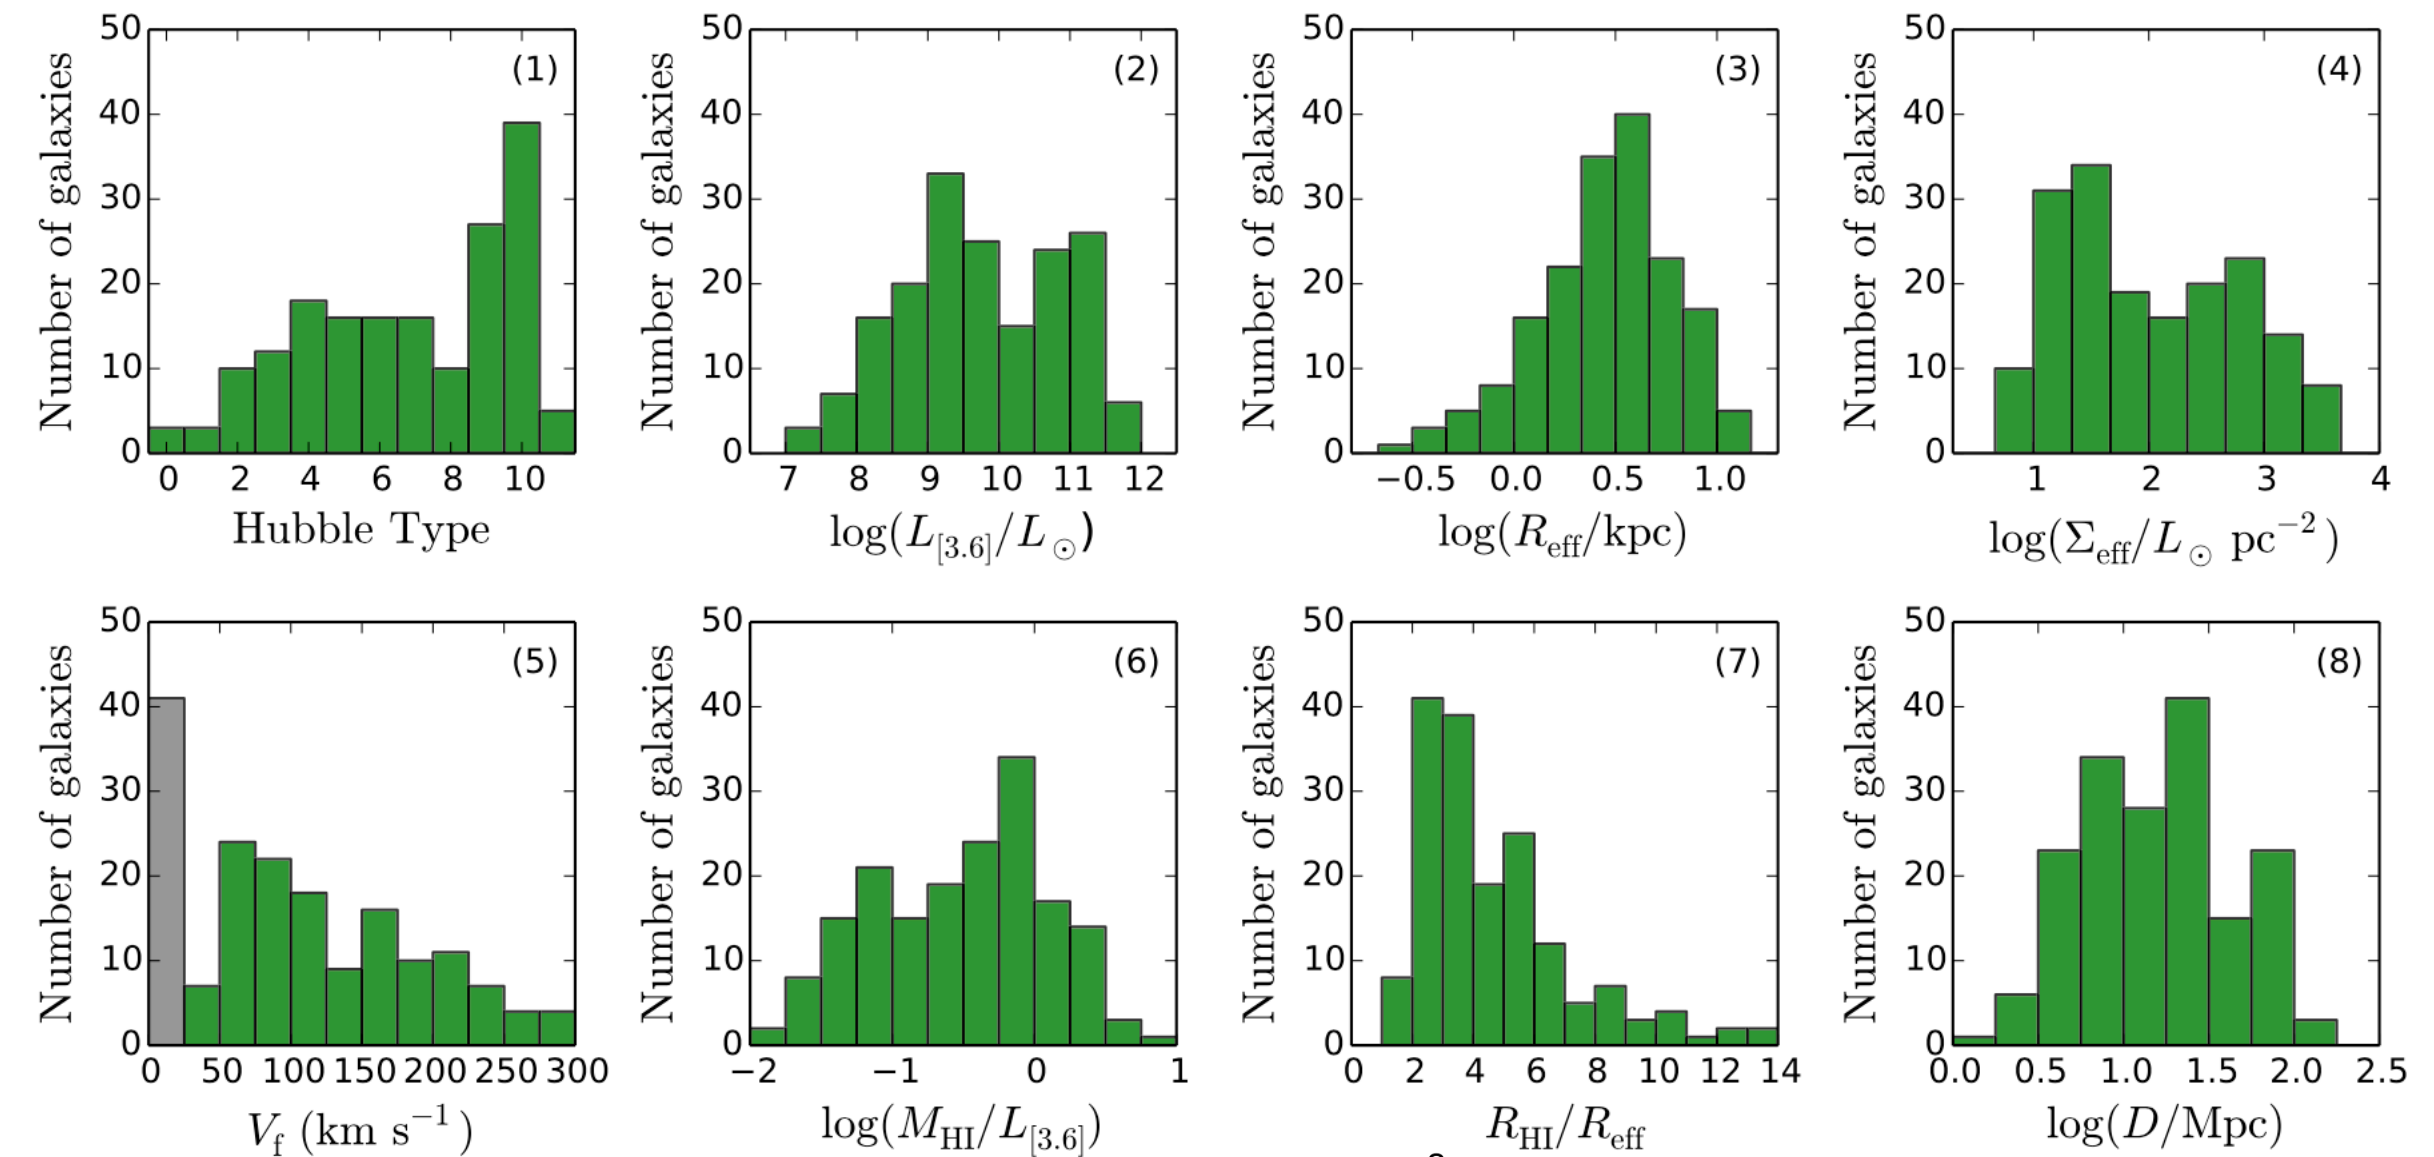 Number of galaxies
50
40
30
20
10
0
(1)
0 2 4 6 8 10
Hubble Type
Number of galaxies
50
40
30
20
10
0
(2)
7 8 9 10 11 12
log(L[3.6]/L⊙)
Number of galaxies
50
40
30
20
10
0
(3)
−0.5 0.0 0.5 1.0
log(Reff/kpc)
Number of galaxies
50
40
30
20
10
0
(4)
1 2 3 4
log(Σeff/L⊙ pc−2)
Number of galaxies
50
40
30
20
10
0
(5)
0 50 100 150 200 250 300
Vf (km s−1)
Number of galaxies
50
40
30
20
10
0
(6)
−2 −1 0 1
log(MHI/L[3.6])
Number of galaxies
50
40
30
20
10
0
(7)
0 2 4 6 8 10 12 14
RHI/Reff
Number of galaxies
50
40
30
20
10
0
(8)
0.0 0.5 1.0 1.5 2.0 2.5
log(D/Mpc)